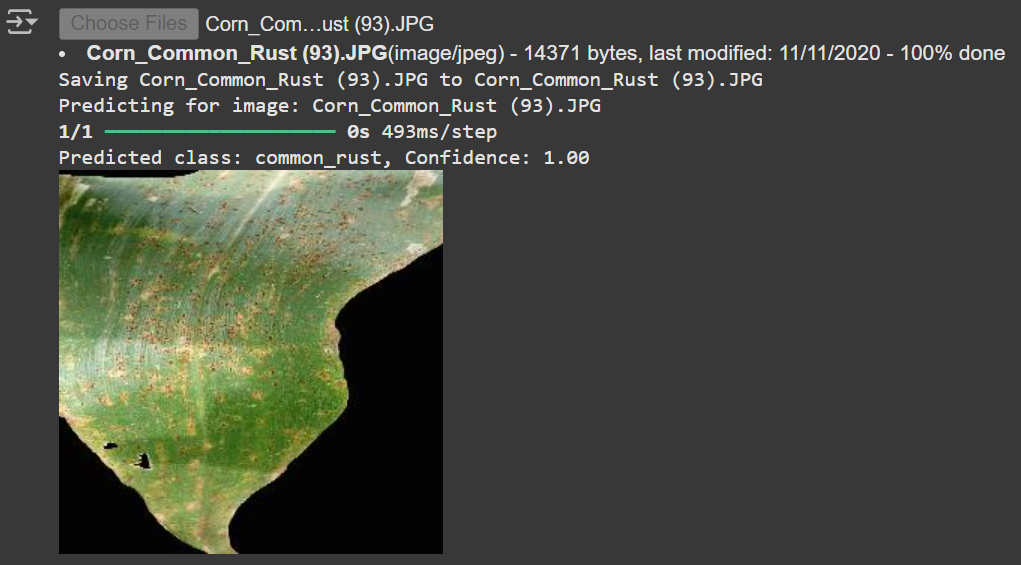 Choose Files Corn_Com…ust (93).JPG
• Corn_Common_Rust (93).JPG(image/jpeg) - 14371 bytes, last modified: 11/11/2020 - 100% done
Saving Corn_Common_Rust (93).JPG to Corn_Common_Rust (93).JPG
Predicting for image: Corn_Common_Rust (93).JPG
1/1 ━━━━━━━━━━━━━━━━━━━━ 0s 493ms/step
Predicted class: common_rust, Confidence: 1.00